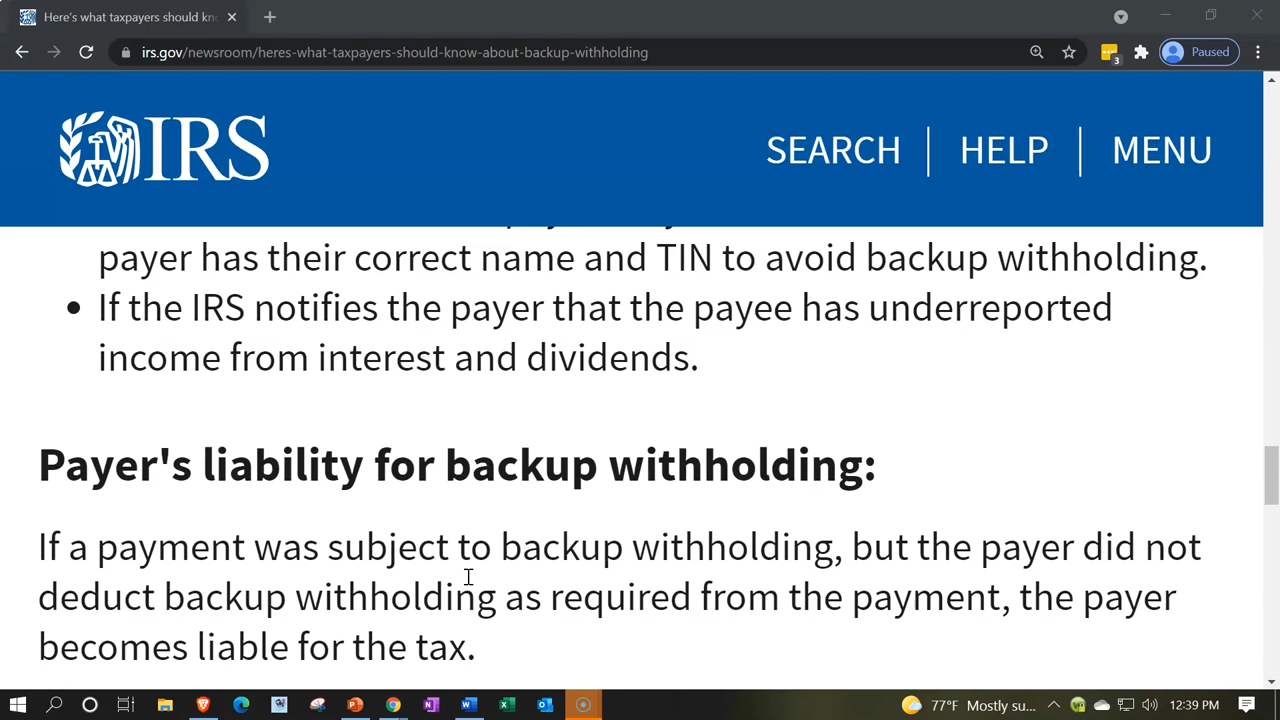 Here's what taxpayers should kn
irs.gov/newsroom/heres-what-taxpayers-should-know-about-backup-withholding
3
Paused
IRS
SEARCH
HELP
MENU
payer has their correct name and TIN to avoid backup withholding.
• If the IRS notifies the payer that the payee has underreported
income from interest and dividends.
Payer's liability for backup withholding:
If a payment was subject to backup withholding, but the payer did not
deduct backup withholding as required from the payment, the payer
becomes liable for the tax.
77°F Mostly su...
12:39 PM